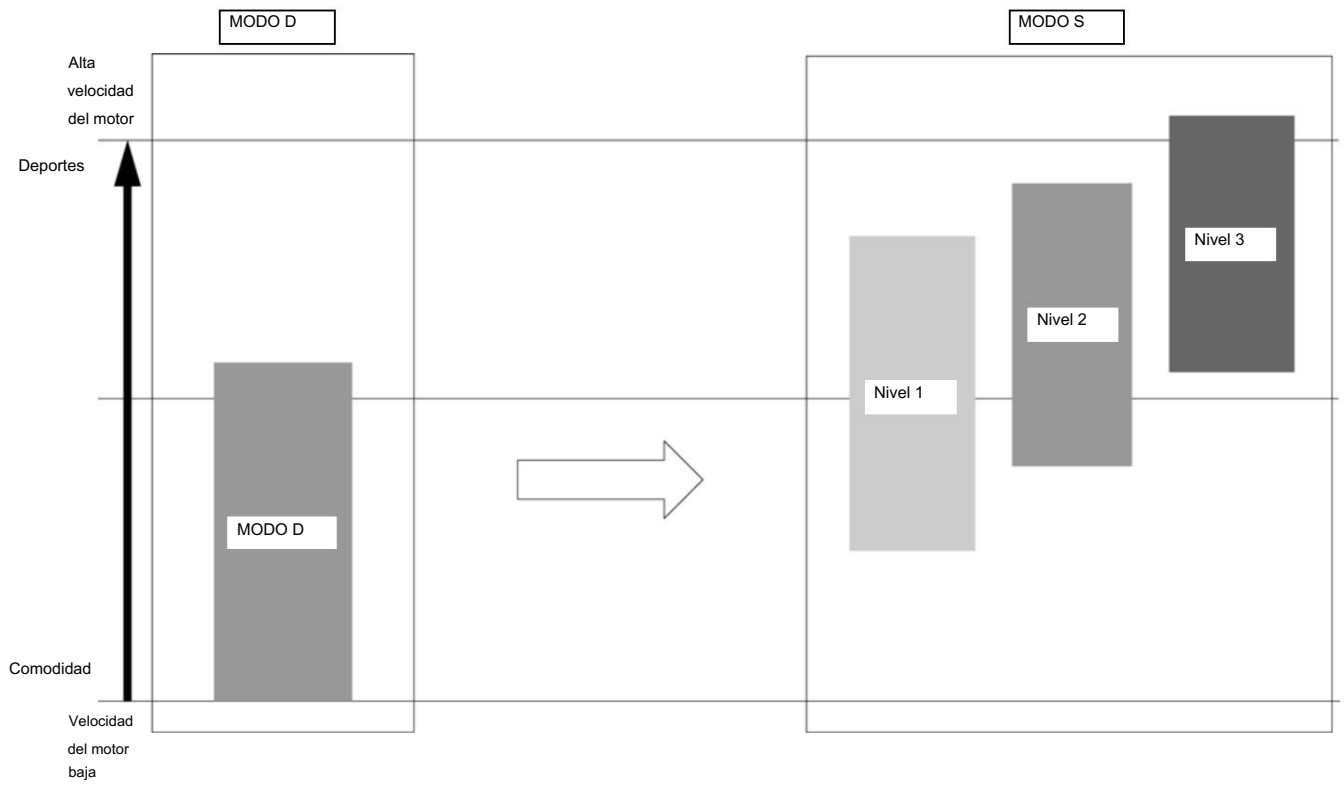 MODO D
MODO S
Alta
velocidad
del motor
Deportes
Nivel 3
Nivel 2
Nivel 1
MODO D
Comodidad
Velocidad
del motor
baja